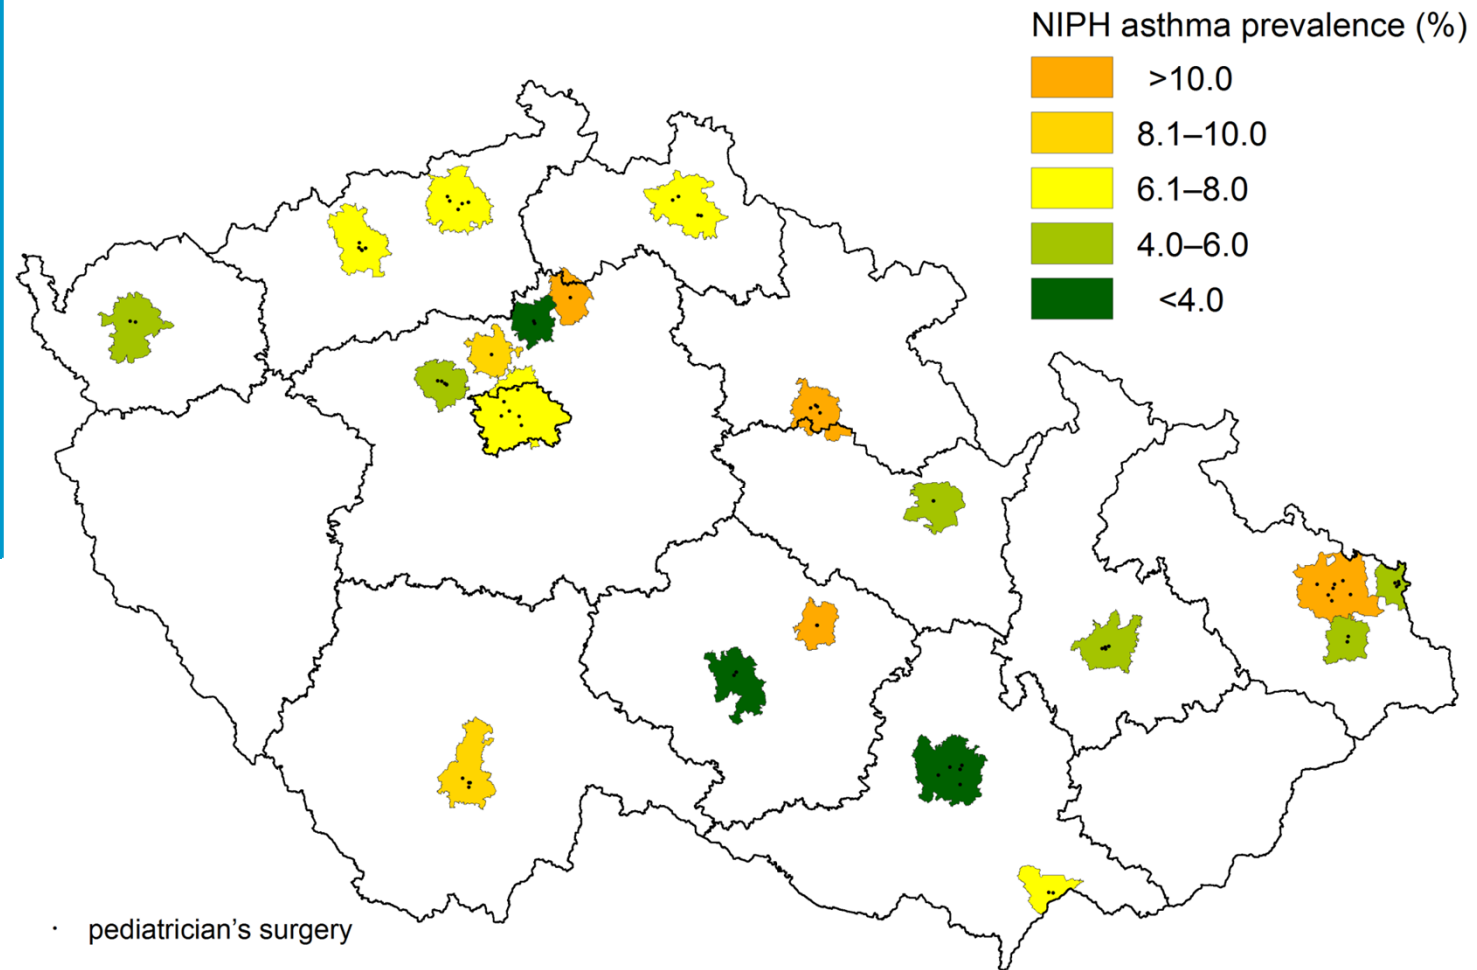 NIPH asthma prevalence (%)
>10.0
8.1–10.0
6.1–8.0
4.0–6.0
<4.0
· pediatrician’s surgery